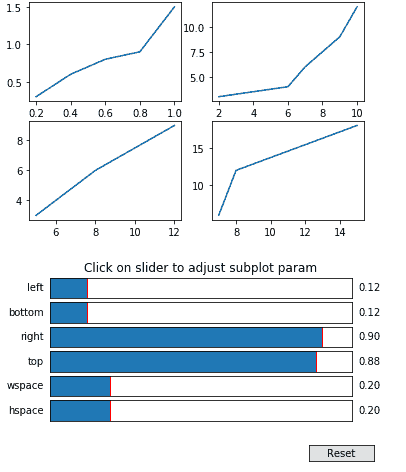 1.5
1.0
0.5
0.2 0.4 0.6 0.8 1.0
10.0
7.5
5.0
2 4 6 8 10
8
6
4
6 8 10 12
15
10
8 10 12 14
Click on slider to adjust subplot param
left 0.12
bottom 0.12
right 0.90
top 0.88
wspace 0.20
hspace 0.20
Reset